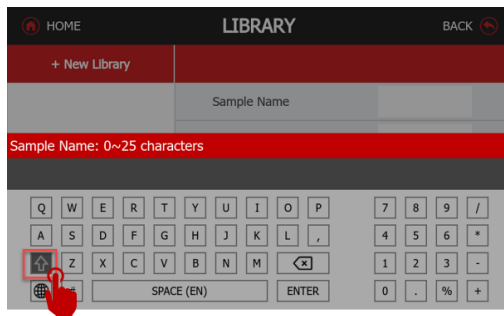 HOME LIBRARY BACK
+ New Library
Sample Name
Sample Name: 0~25 characters
Q W E R T Y U I O P 7 8 9 /
A S D F G H J K L , 4 5 6 *
Z X C V B N M 1 2 3 -
SPACE (EN) ENTER 0 . % +